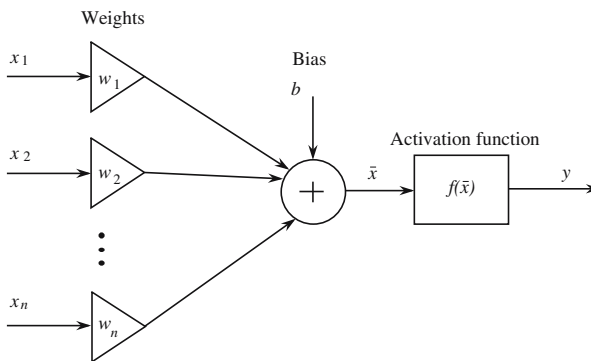 Weights
x₁
w₁
Bias
b
x₂
w₂
Activation function
x̄
f(x̄)
y
xₙ
wₙ